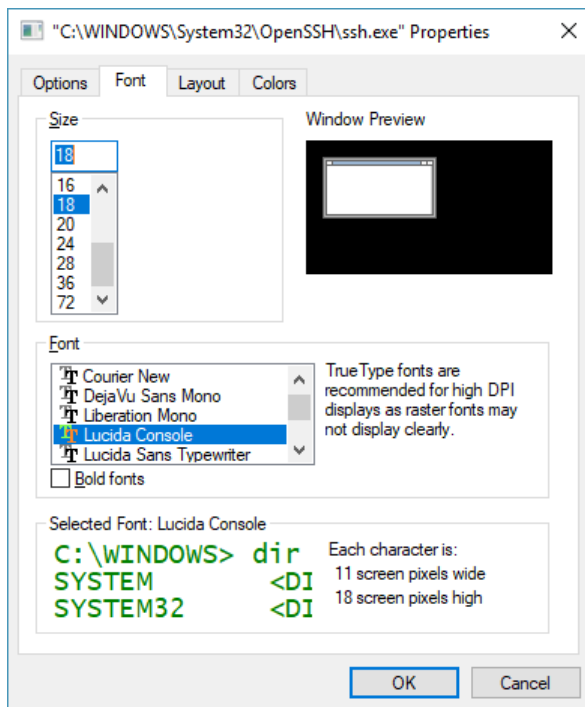 "C:\WINDOWS\System32\OpenSSH\ssh.exe" Properties
Options Font Layout Colors
Size
18
16
18
20
24
28
36
72
Window Preview
Font
Courier New
DejaVu Sans Mono
Liberation Mono
Lucida Console
Lucida Sans Typewriter
Bold fonts
TrueType fonts are
recommended for high DPI
displays as raster fonts may
not display clearly.
Selected Font: Lucida Console
C:\WINDOWS> dir
SYSTEM <DI
SYSTEM32 <DI
Each character is:
11 screen pixels wide
18 screen pixels high
OK Cancel